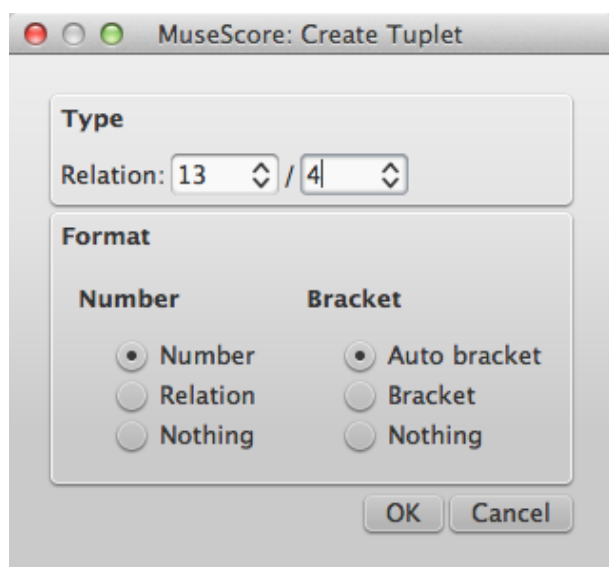 MuseScore: Create Tuplet
Type
Relation: 13 / 4
Format
Number Bracket
Number Auto bracket
Relation Bracket
Nothing Nothing
OK Cancel